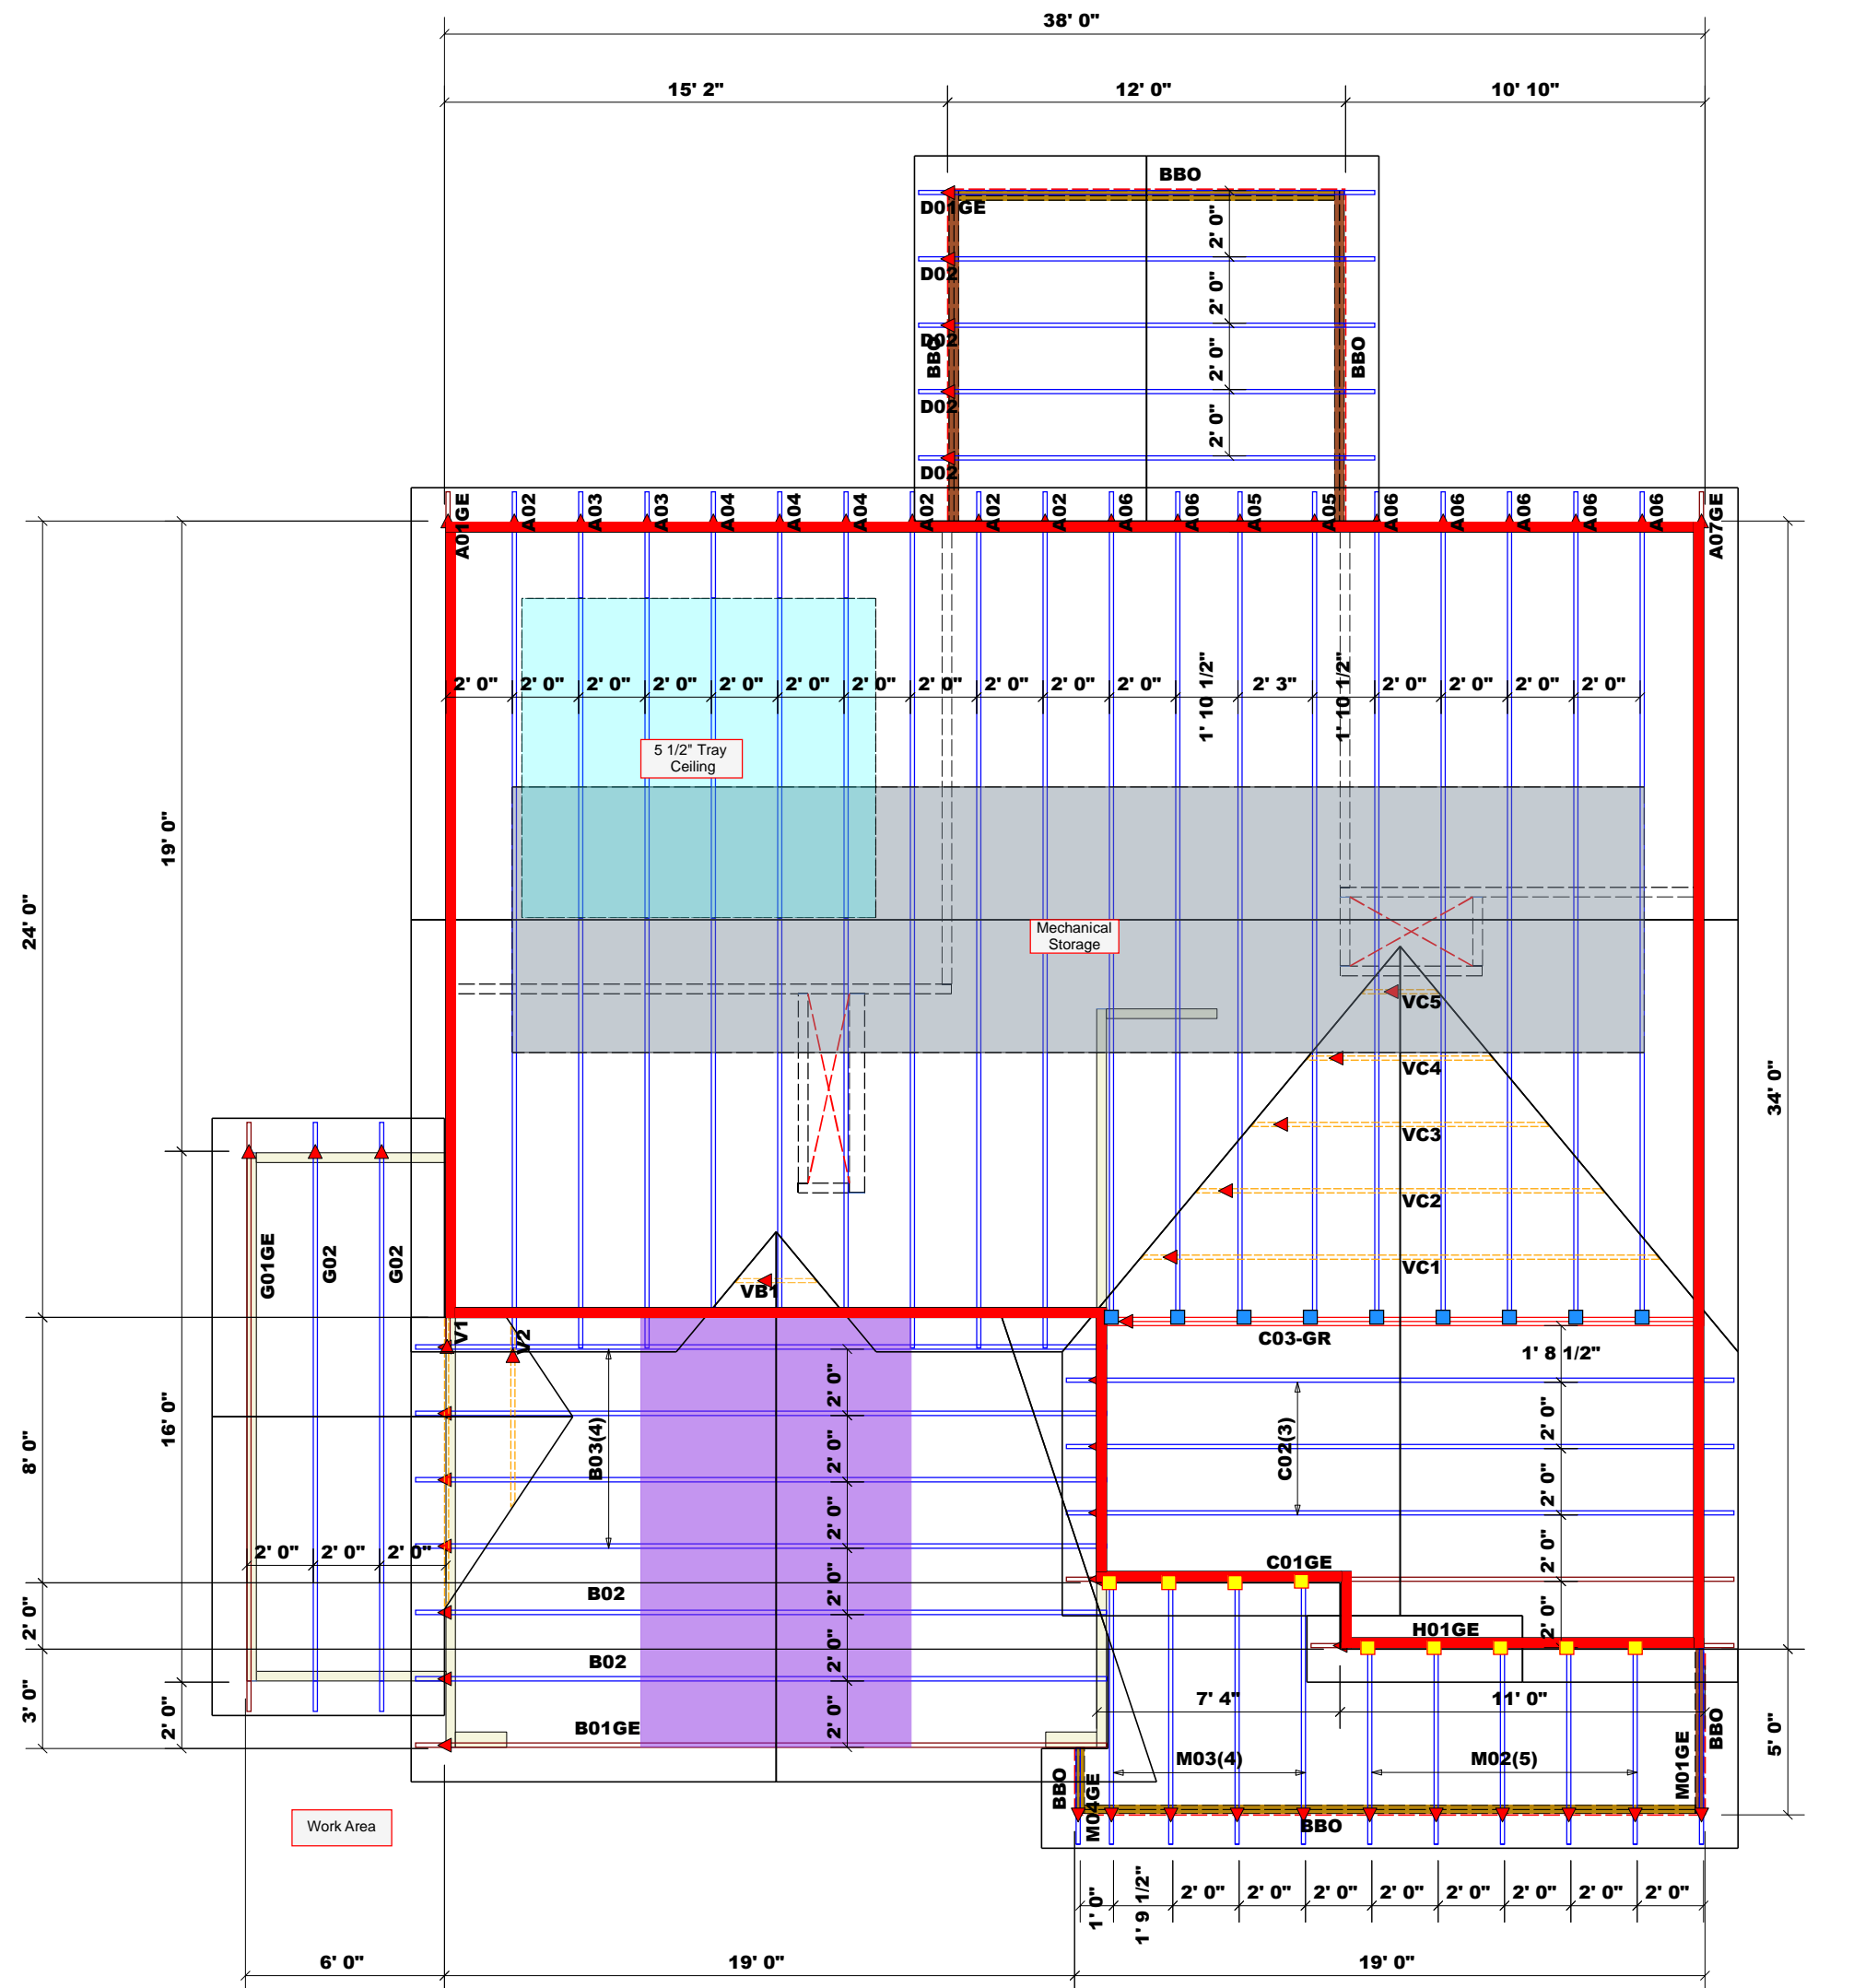 38' 0"
15' 2"
12' 0"
10' 10"
BBO
D01GE
2' 0"
D02
2' 0"
D02
BBO
BBO
2' 0"
D02
2' 0"
D02
A01GE
A02
A03
A03
A04
A04
A04
A02
A02
A02
A06
A06
A05
A05
A06
A06
A06
A06
A06
A07GE
2' 0"
2' 0"
2' 0"
2' 0"
2' 0"
2' 0"
2' 0"
2' 0"
2' 0"
2' 0"
2' 0"
1' 10 1/2"
2' 3"
1' 10 1/2"
2' 0"
2' 0"
2' 0"
2' 0"
5 1/2" Tray
Ceiling
19' 0"
24' 0"
Mechanical
Storage
34' 0"
VC5
VC4
VC3
VC2
VC1
G01GE
G02
G02
VB1
V1
V2
C03-GR
1' 8 1/2"
2' 0"
16' 0"
8' 0"
B03(4)
2' 0"
C02(3)
2' 0"
2' 0"
2' 0"
2' 0"
2' 0"
2' 0"
2' 0"
C01GE
2' 0"
B02
2' 0"
2' 0"
H01GE
2' 0"
B02
2' 0"
3' 0"
2' 0"
B01GE
2' 0"
7' 4"
11' 0"
BBO
5' 0"
M03(4)
M02(5)
M01GE
BBO
M04GE
BBO
Work Area
1' 0"
1' 9 1/2"
2' 0"
2' 0"
2' 0"
2' 0"
2' 0"
2' 0"
2' 0"
2' 0"
6' 0"
19' 0"
19' 0"